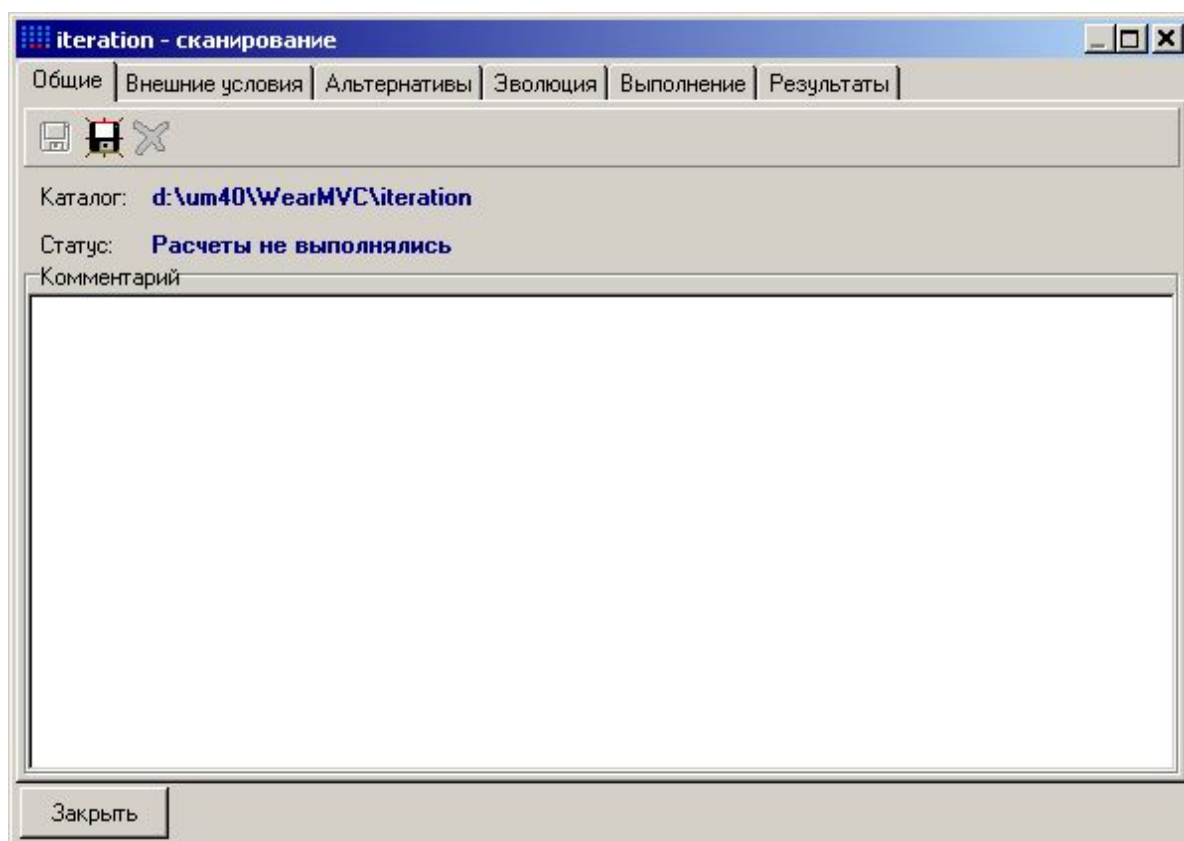 iteration - сканирование
Общие Внешние условия Альтернативы Эволюция Выполнение Результаты
Каталог: d:\um40\WearMVC\iteration
Статус: Расчеты не выполнялись
Комментарий
Закрыть